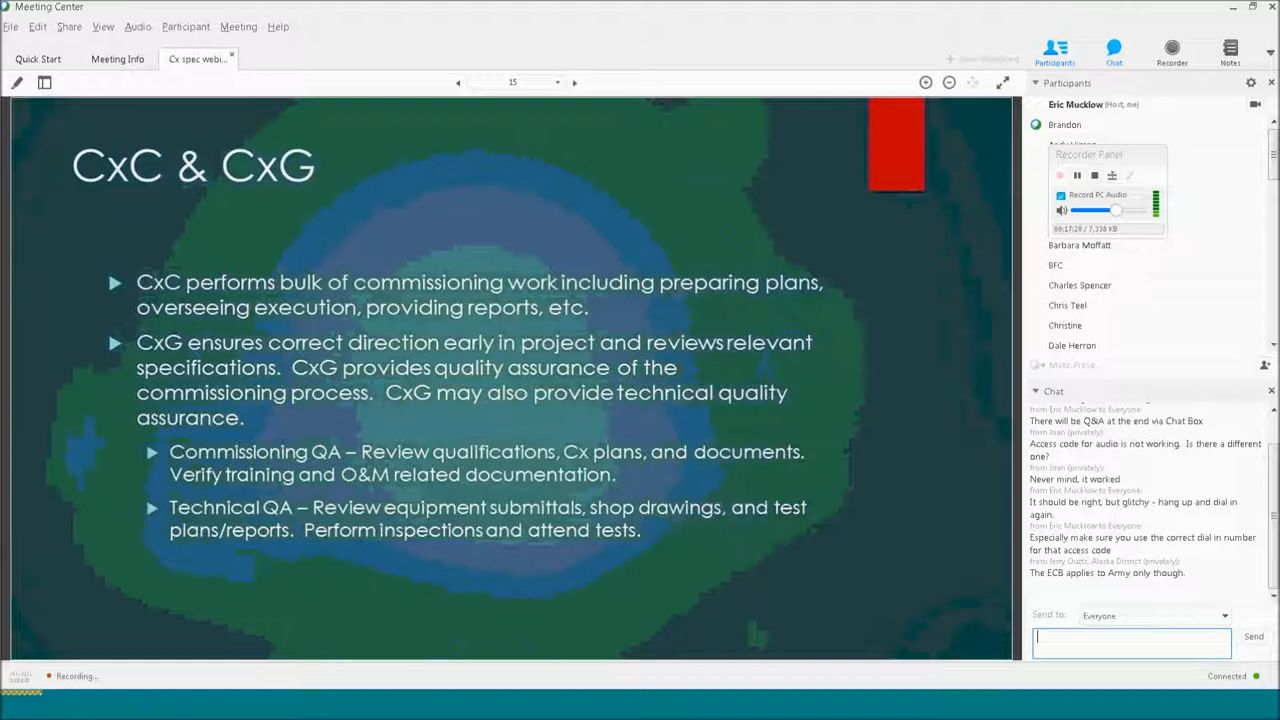 Meeting Center
File Edit Share View Audio Participant Meeting Help
Quick Start Meeting Info Cx spec webi...
Participants Chat Recorder Notes
15
CxC & CxG
CxC performs bulk of commissioning work including preparing plans,
overseeing execution, providing reports, etc.
CxG ensures correct direction early in project and reviews relevant
specifications. CxG provides quality assurance of the
commissioning process. CxG may also provide technical quality
assurance.
Commissioning QA – Review qualifications, Cx plans, and documents.
Verify training and O&M related documentation.
Technical QA – Review equipment submittals, shop drawings, and test
plans/reports. Perform inspections and attend tests.
Participants
Eric Mucklow (Host, me)
Brandon
Recorder Panel
Record PC Audio
00:17:28 / 7,338 KB
Barbara Moffatt
BFC
Charles Spencer
Chris Teel
Christine
Dale Herron
Make Prese...
Chat
from Eric Mucklow to Everyone:
There will be Q&A at the end via Chat Box
from Joan (privately):
Access code for audio is not working. Is there a different
one?
from Joan (privately):
Never mind, it worked
from Eric Mucklow to Everyone:
It should be right, but glitchy - hang up and dial in
again.
from Eric Mucklow to Everyone:
Especially make sure you use the correct dial in number
for that access code
from Jerry Ouzts, Alaska District (privately):
The ECB applies to Army only though.
Send to: Everyone
Send
Recording...
Connected